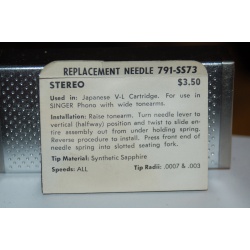 REPLACEMENT NEEDLE 791-SS73
STEREO $3.50
Used in: Japanese V-L Cartridge. For use in
SINGER Phono with wide tonearms.
Installation: Raise tonearm. Turn needle lever to
vertical (halfway) position and twist to slide en-
tire assembly out from under holding spring.
Reverse procedure to install. Press front end of
needle spring into slotted seating fork.
Tip Material: Synthetic Sapphire
Speeds: ALL Tip Radii: .0007 & .003